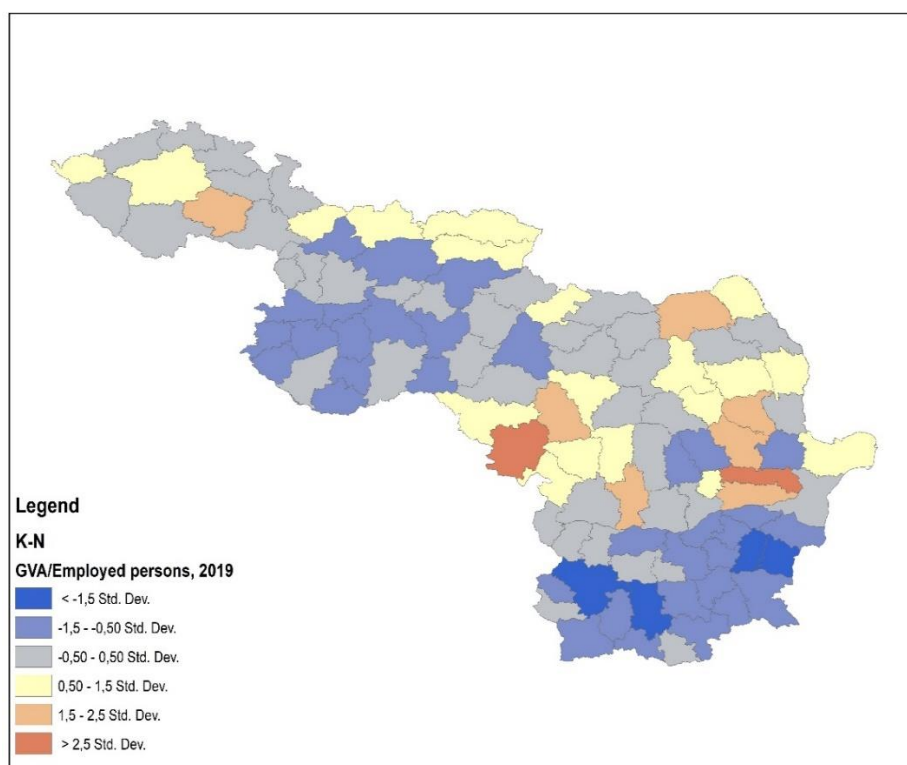 Legend
K-N
GVA/Employed persons, 2019
< -1,5 Std. Dev.
-1,5 - -0,50 Std. Dev.
-0,50 - 0,50 Std. Dev.
0,50 - 1,5 Std. Dev.
1,5 - 2,5 Std. Dev.
> 2,5 Std. Dev.